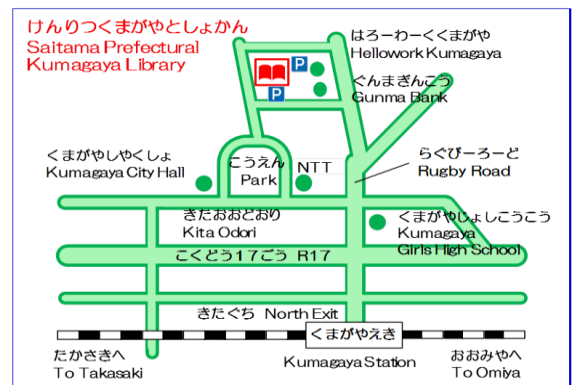 けんりつくまがやとしょかん
Saitama Prefectural
Kumagaya Library
はろーわーくくまがや
Hellowork Kumagaya
P
ぐんまぎんこう
Gunma Bank
P
くまがやしやくしょ
Kumagaya City Hall
こうえん
Park
NTT
らぐびーろーど
Rugby Road
きたおおどおり
Kita Odori
くまがやじょしこうこう
Kumagaya
Girls High School
こくどう17ごう R17
きたぐち North Exit
くまがやえき
Kumagaya Station
たかさきへ
To Takasaki
おおみやへ
To Omiya